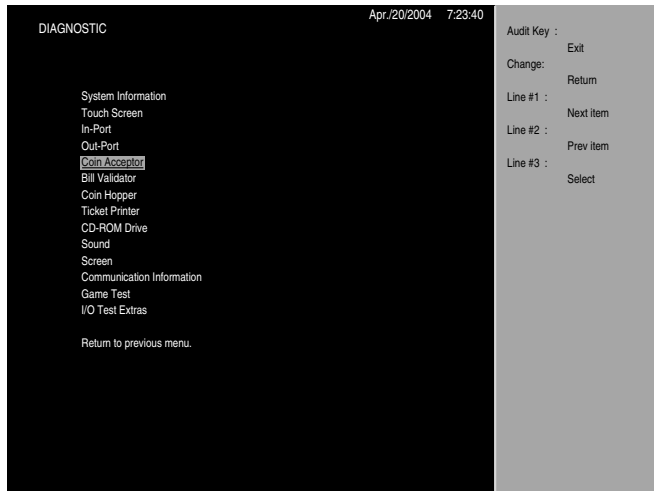 Apr./20/2004 7:23:40
DIAGNOSTIC
System Information
Touch Screen
In-Port
Out-Port
Coin Acceptor
Bill Validator
Coin Hopper
Ticket Printer
CD-ROM Drive
Sound
Screen
Communication Information
Game Test
I/O Test Extras
Return to previous menu.
Audit Key :
Exit
Change:
Return
Line #1 :
Next item
Line #2 :
Prev item
Line #3 :
Select